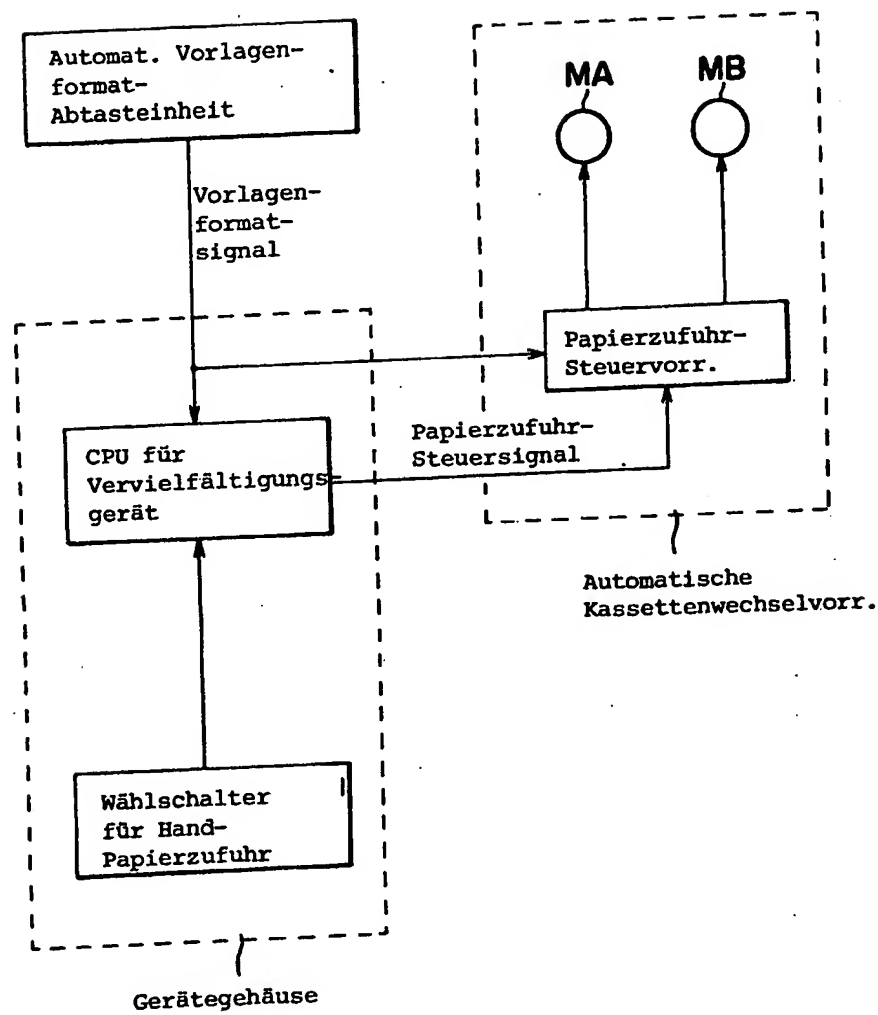 Automat. Vorlagen-
format-
Abtasteinheit
MA
MB
Vorlagen-
format-
signal
Papierzufuhr-
Steuervorr.
CPU für
Vervielfältigungs-
gerät
Papierzufuhr-
Steuersignal
Automatische
Kassettenwechselvorr.
Wählschalter
für Hand-
Papierzufuhr
Gerätegehäuse